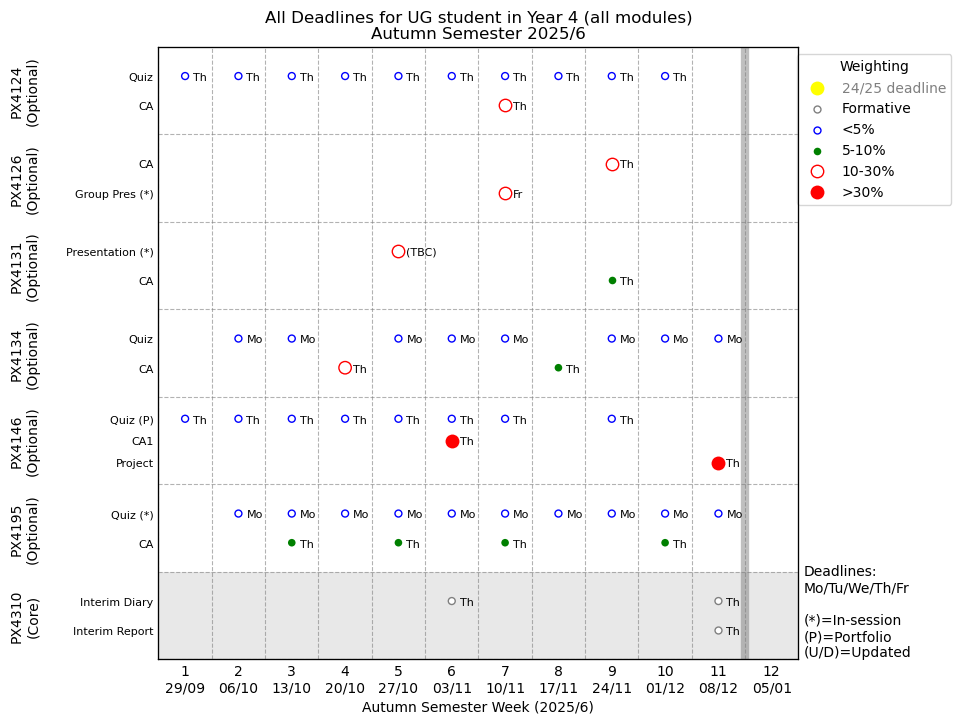 All Deadlines for UG student in Year 4 (all modules)
Autumn Semester 2025/6
PX4124
(Optional)
Quiz Th Th Th Th Th Th Th Th Th Th
CA Th
PX4126
(Optional)
CA Th
Group Pres (*) Fr
PX4131
(Optional)
Presentation (*) (TBC)
CA Th
PX4134
(Optional)
Quiz Mo Mo Mo Mo Mo Mo Mo Mo
CA Th Th
PX4146
(Optional)
Quiz (P) Th Th Th Th Th Th Th Th
CA1 Th
Project Th
PX4195
(Optional)
Quiz (*) Mo Mo Mo Mo Mo Mo Mo Mo Mo Mo
CA Th Th Th Th
PX4310
(Core)
Interim Diary Th Th
Interim Report Th
1 2 3 4 5 6 7 8 9 10 11 12
29/09 06/10 13/10 20/10 27/10 03/11 10/11 17/11 24/11 01/12 08/12 05/01
Autumn Semester Week (2025/6)
Weighting
24/25 deadline
Formative
<5%
5-10%
10-30%
>30%
Deadlines:
Mo/Tu/We/Th/Fr
(*)=In-session
(P)=Portfolio
(U/D)=Updated